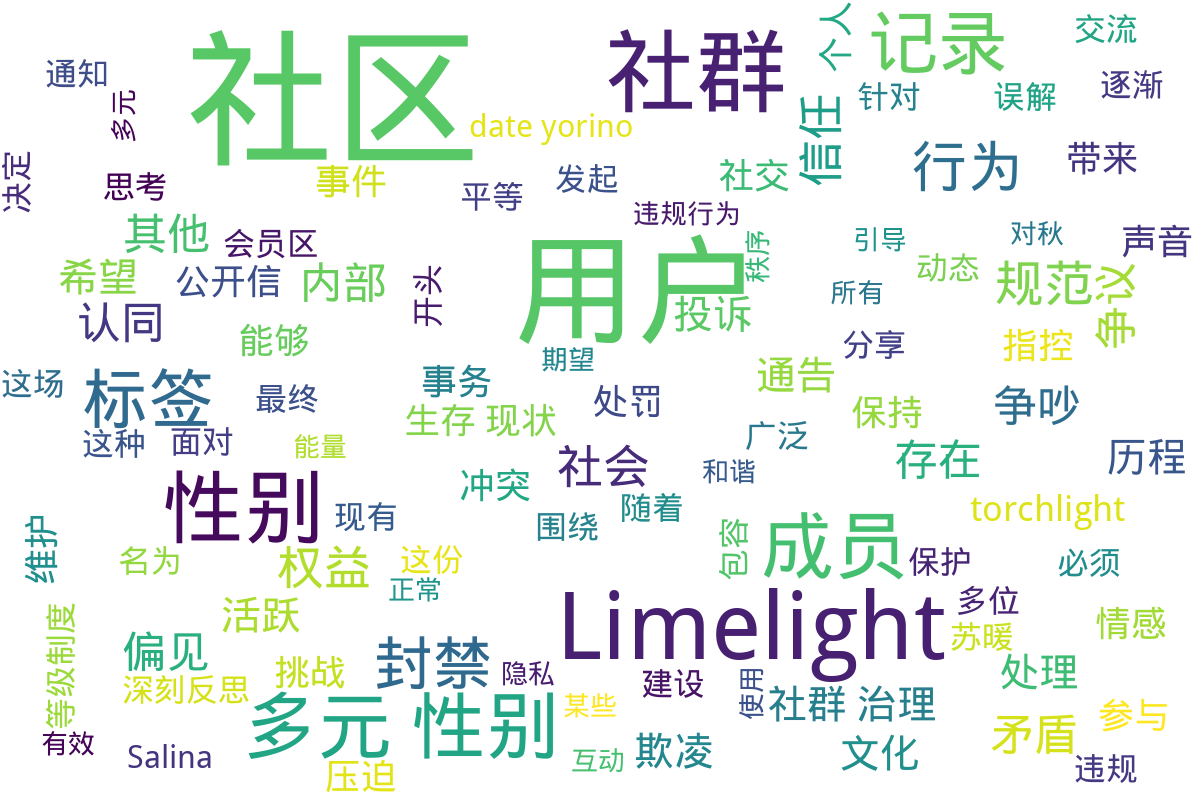 社区
社群
个人
记录
交流
通知
多元
date yorino
信任
针对
误解
逐渐
决定
思考
事件
平等
发起
社交
行为
带来
违规行为
其他
会员区
用户
秩序
引导
对秋
声音
希望
公开信
内部
开头
投诉
动态
规范
争议
认同
能够
所有
分享
指控
期望
这场
标签
最终
事务
处罚
通告
保持
争吵
生存 现状
这种
面对
能量
广泛
存在
历程
社会
和谐
冲突
性别
现有
随着
围绕
torchlight
维护
名为
权益
这份
包容
成员
保护
必须
正常
Limelight
多位
等级制度
活跃
苏暖
情感
偏见
挑战
封禁
隐私
建设
使用
处理
深刻反思
某些
社群 治理
参与
多元 性别
有效
Salina
压迫
互动
欺凌
文化
矛盾
违规